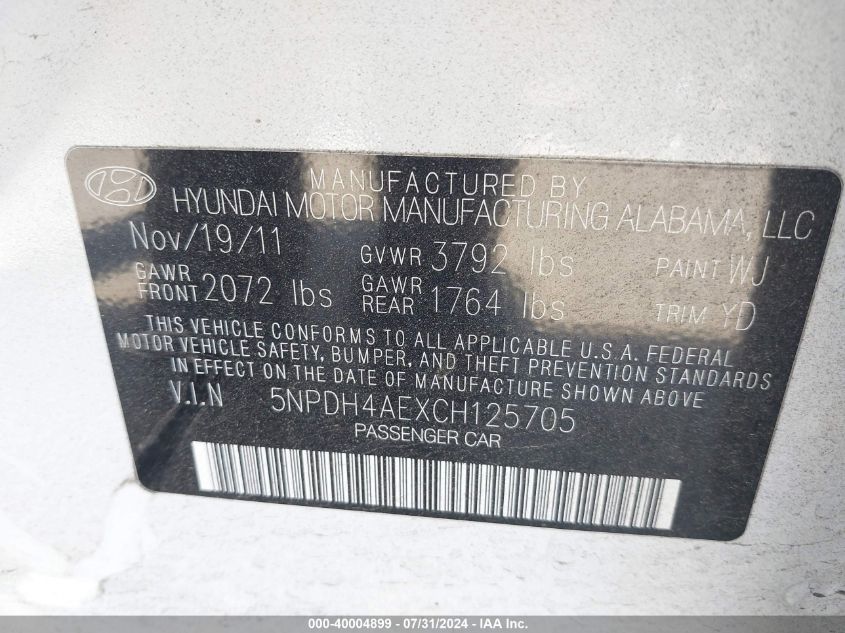 MANUFACTURED BY
HYUNDAI MOTOR MANUFACTURING ALABAMA, LLC
Nov/19/11 GVWR 3792 lbs PAINT WJ
GAWR FRONT 2072 lbs GAWR REAR 1764 lbs TRIM YD
THIS VEHICLE CONFORMS TO ALL APPLICABLE U.S.A. FEDERAL
MOTOR VEHICLE SAFETY, BUMPER, AND THEFT PREVENTION STANDARDS
IN EFFECT ON THE DATE OF MANUFACTURE SHOWN ABOVE
V.I.N 5NPDH4AEXCH125705
PASSENGER CAR
000-40004899 - 07/31/2024 - IAA Inc.